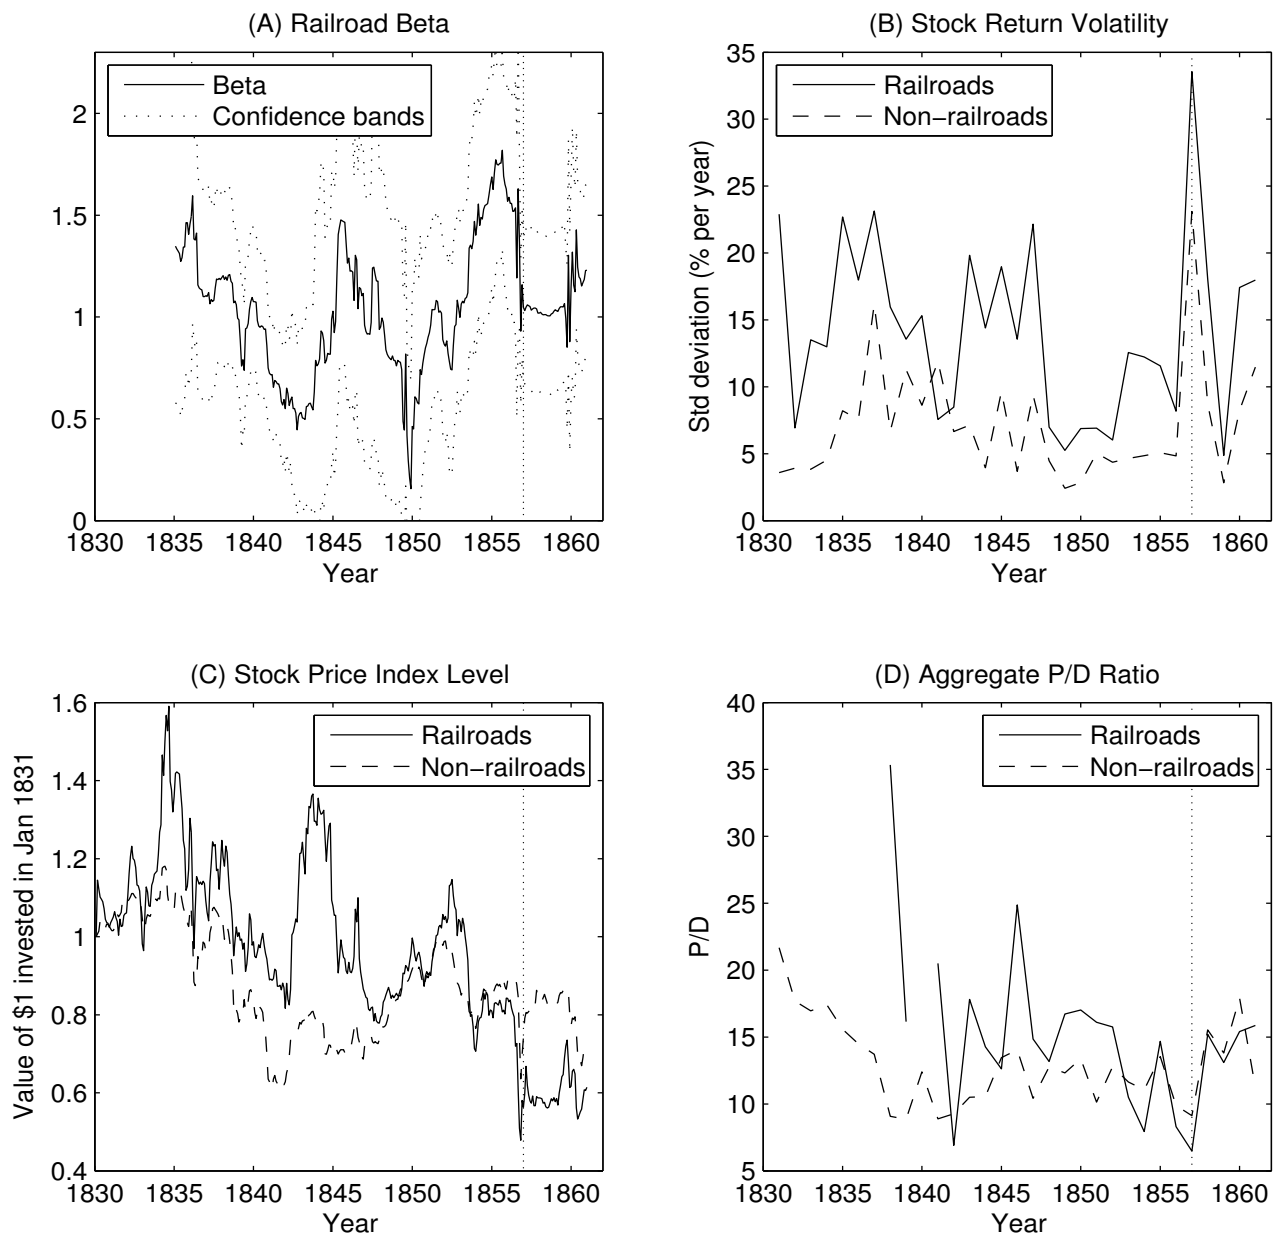 (A) Railroad Beta
Beta
Confidence bands
2
1.5
1
0.5
0
1830 1835 1840 1845 1850 1855 1860
Year
(B) Stock Return Volatility
Railroads
Non−railroads
Std deviation (% per year)
35
30
25
20
15
10
5
0
1830 1835 1840 1845 1850 1855 1860
Year
(C) Stock Price Index Level
Railroads
Non−railroads
Value of $1 invested in Jan 1831
1.6
1.4
1.2
1
0.8
0.6
0.4
1830 1835 1840 1845 1850 1855 1860
Year
(D) Aggregate P/D Ratio
Railroads
Non−railroads
P/D
40
35
30
25
20
15
10
5
1830 1835 1840 1845 1850 1855 1860
Year